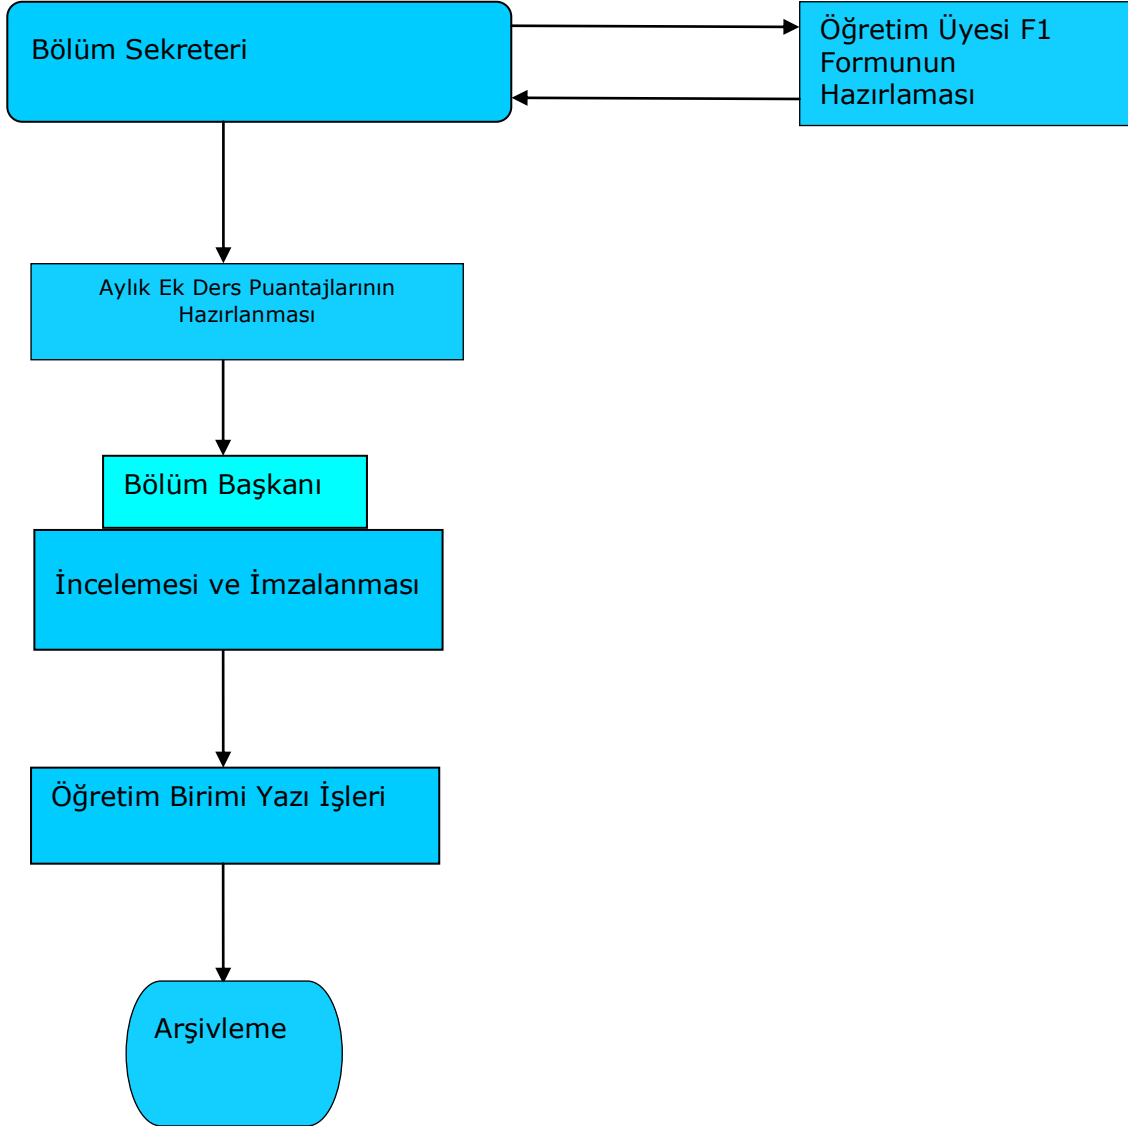 Bölüm Sekreteri
Öğretim Üyesi F1
Formunun
Hazırlaması
Aylık Ek Ders Puantajlarının
Hazırlanması
Bölüm Başkanı
İncelemesi ve İmzalanması
Öğretim Birimi Yazı İşleri
Arşivleme